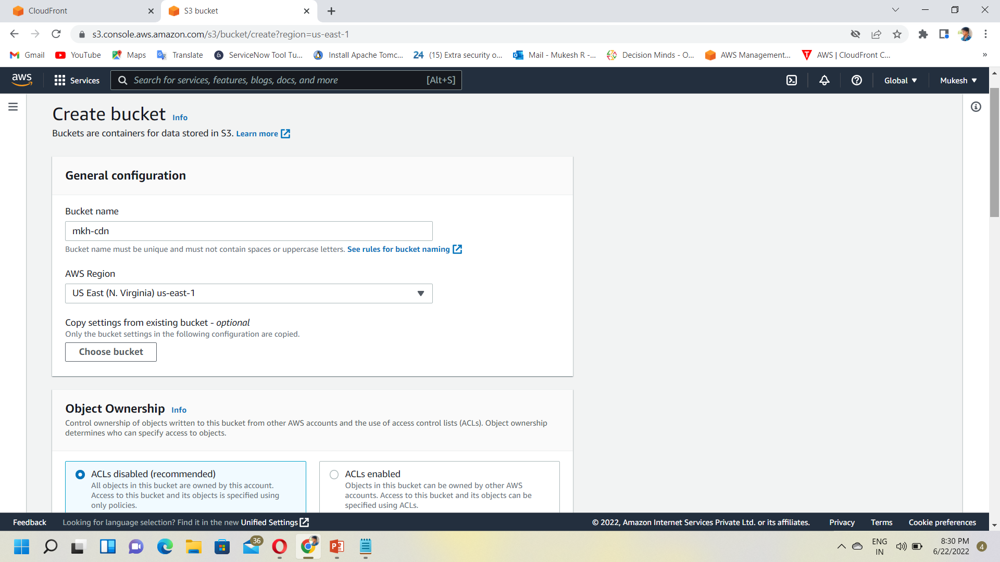 CloudFront
S3 bucket
s3.console.aws.amazon.com/s3/bucket/create?region=us-east-1
Gmail
YouTube
Maps
Translate
ServiceNow Tool Tu...
Install Apache Tomc...
24 (15) Extra security o...
Mail - Mukesh R -...
Decision Minds - O...
AWS Management...
AWS | CloudFront C...
»
aws
Services
Search for services, features, blogs, docs, and more
[Alt+S]
Global
Mukesh
Create bucket Info
Buckets are containers for data stored in S3. Learn more
General configuration
Bucket name
mkh-cdn
Bucket name must be unique and must not contain spaces or uppercase letters. See rules for bucket naming
AWS Region
US East (N. Virginia) us-east-1
Copy settings from existing bucket - optional
Only the bucket settings in the following configuration are copied.
Choose bucket
Object Ownership Info
Control ownership of objects written to this bucket from other AWS accounts and the use of access control lists (ACLs). Object ownership
determines who can specify access to objects.
ACLs disabled (recommended)
All objects in this bucket are owned by this account.
Access to this bucket and its objects is specified using
only policies.
ACLs enabled
Objects in this bucket can be owned by other AWS
accounts. Access to this bucket and its objects can be
specified using ACLs.
Feedback
Looking for language selection? Find it in the new Unified Settings
© 2022, Amazon Internet Services Private Ltd. or its affiliates.
Privacy
Terms
Cookie preferences
36
ENG
IN
8:30 PM
6/22/2022
4